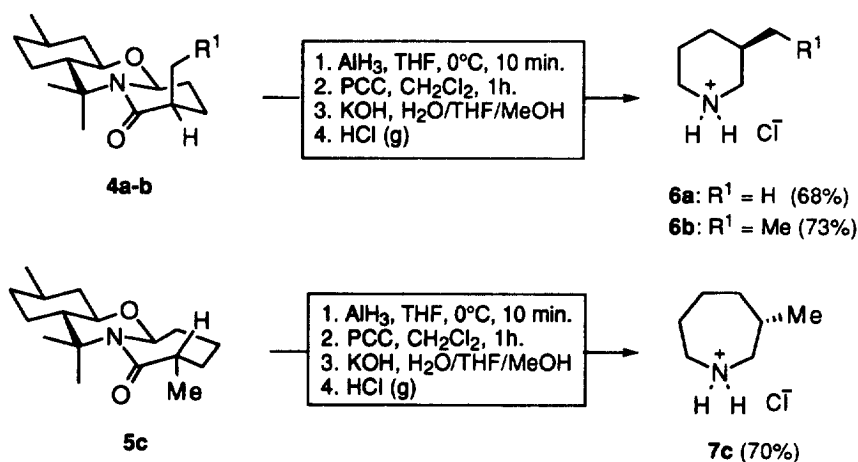 R¹
O
N
O
H
4a-b
1. AlH₃, THF, 0°C, 10 min.
2. PCC, CH₂Cl₂, 1h.
3. KOH, H₂O/THF/MeOH
4. HCl (g)
R¹
N⁺
H H Cl⁻
6a: R¹ = H (68%)
6b: R¹ = Me (73%)
O
H
N
O
Me
5c
1. AlH₃, THF, 0°C, 10 min.
2. PCC, CH₂Cl₂, 1h.
3. KOH, H₂O/THF/MeOH
4. HCl (g)
Me
N⁺
H H Cl⁻
7c (70%)